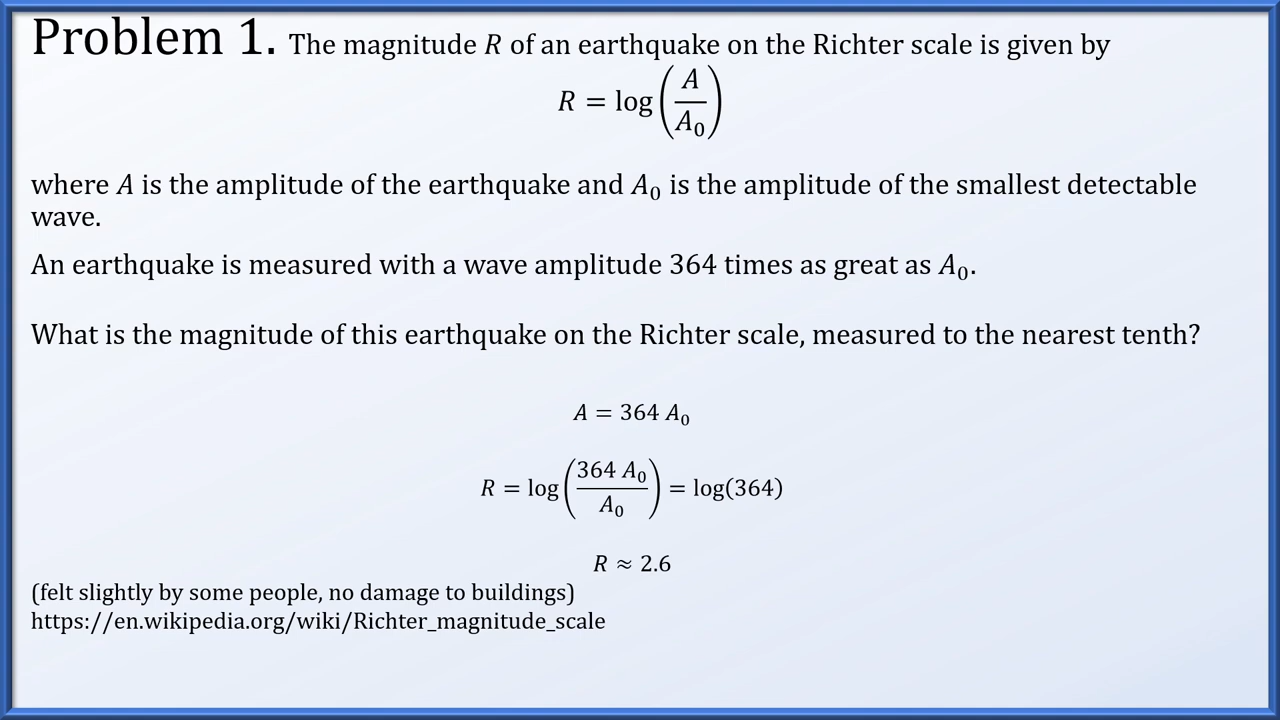 Problem 1. The magnitude R of an earthquake on the Richter scale is given by
R = log(A/A₀)
where A is the amplitude of the earthquake and A₀ is the amplitude of the smallest detectable
wave.
An earthquake is measured with a wave amplitude 364 times as great as A₀.
What is the magnitude of this earthquake on the Richter scale, measured to the nearest tenth?
A = 364 A₀
R = log(364 A₀/A₀) = log(364)
R ≈ 2.6
(felt slightly by some people, no damage to buildings)
https://en.wikipedia.org/wiki/Richter_magnitude_scale